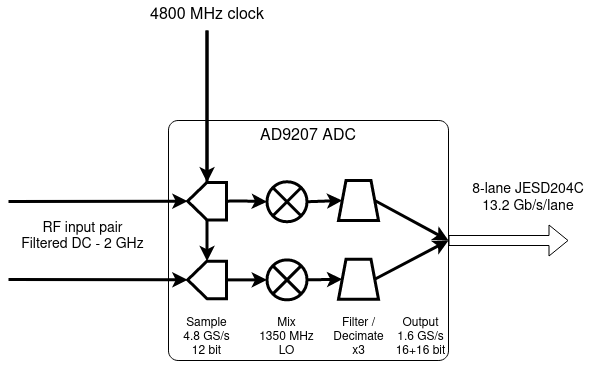 4800 MHz clock
AD9207 ADC
RF input pair
Filtered DC - 2 GHz
8-lane JESD204C
13.2 Gb/s/lane
Sample
4.8 GS/s
12 bit
Mix
1350 MHz
LO
Filter /
Decimate
x3
Output
1.6 GS/s
16+16 bit